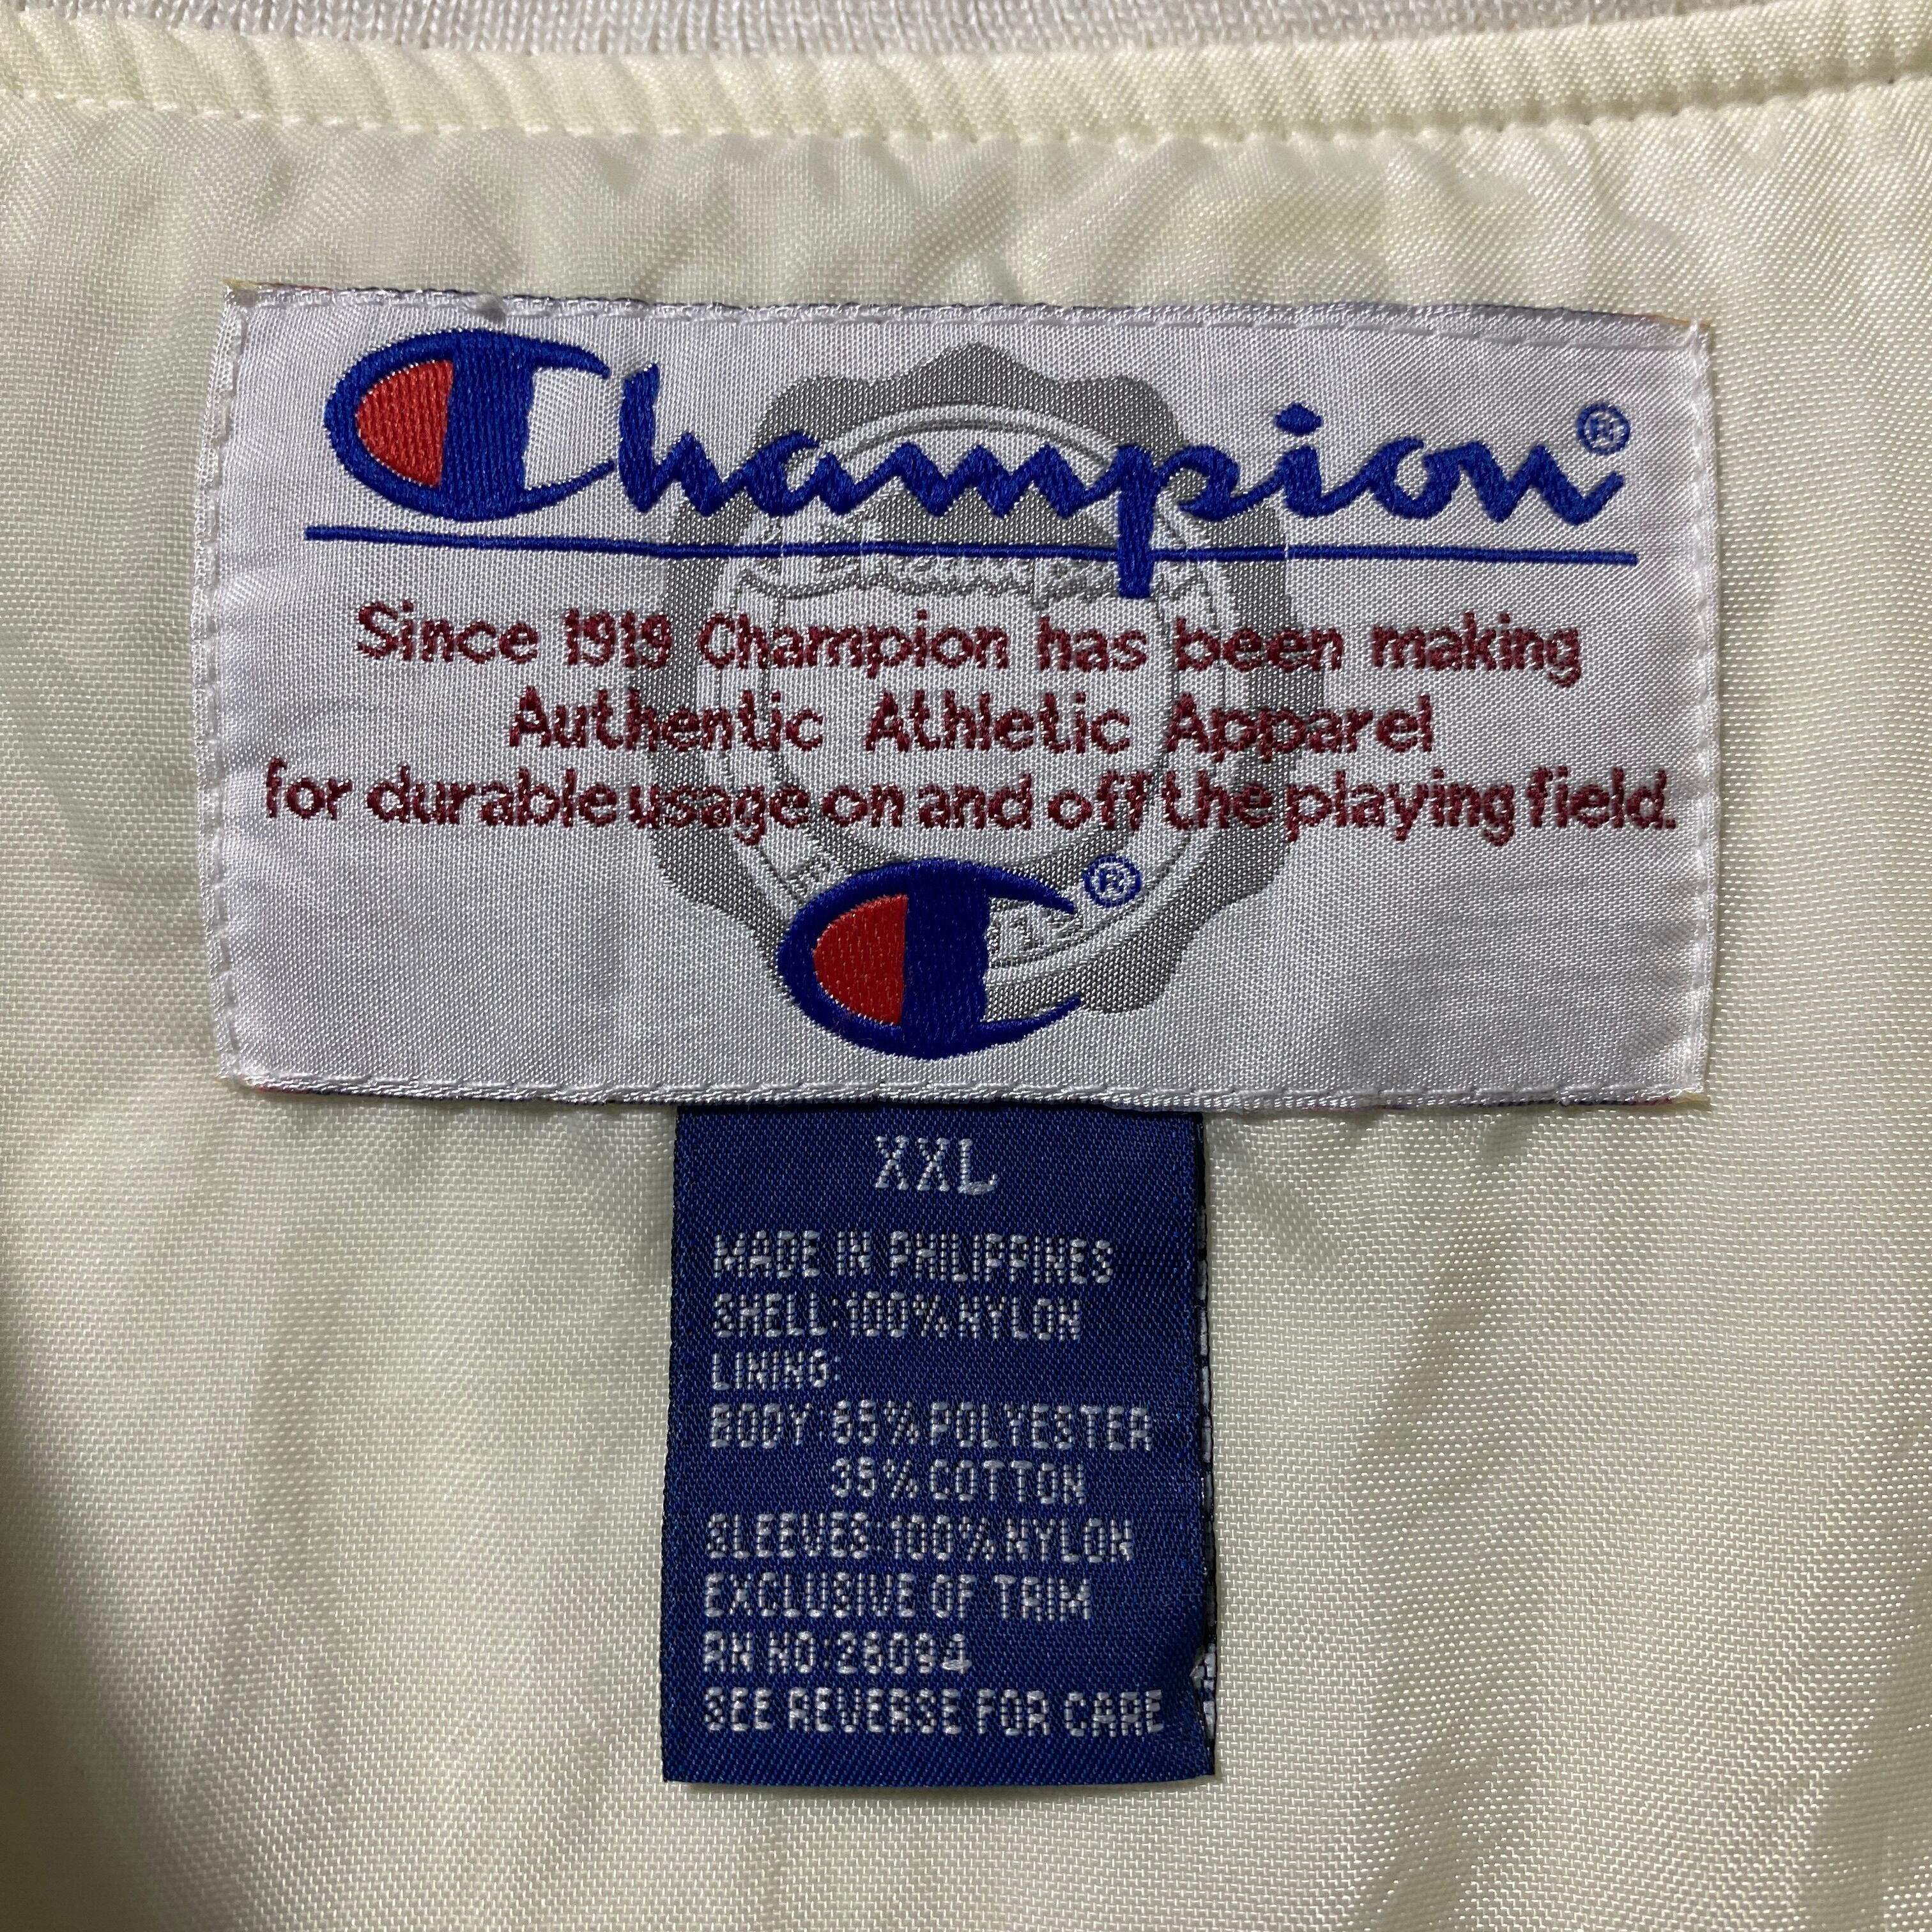 Champion®
Since 1919 Champion has been making
Authentic Athletic Apparel
for durable usage on and off the playing field.
®
XXL
MADE IN PHILIPPINES
SHELL:100% NYLON
LINING:
BODY 65% POLYESTER
35% COTTON
SLEEVES:100% NYLON
EXCLUSIVE OF TRIM
RN NO:26094
SEE REVERSE FOR CARE